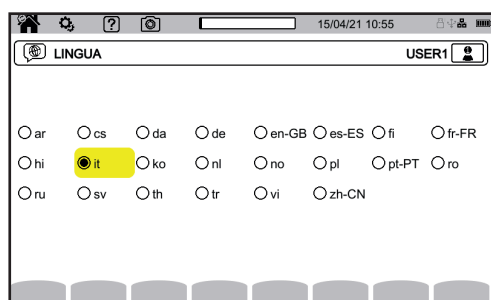 ? 15/04/21 10:55
LINGUA USER1
ar cs da de en-GB es-ES fi fr-FR
hi it ko nl no pl pt-PT ro
ru sv th tr vi zh-CN